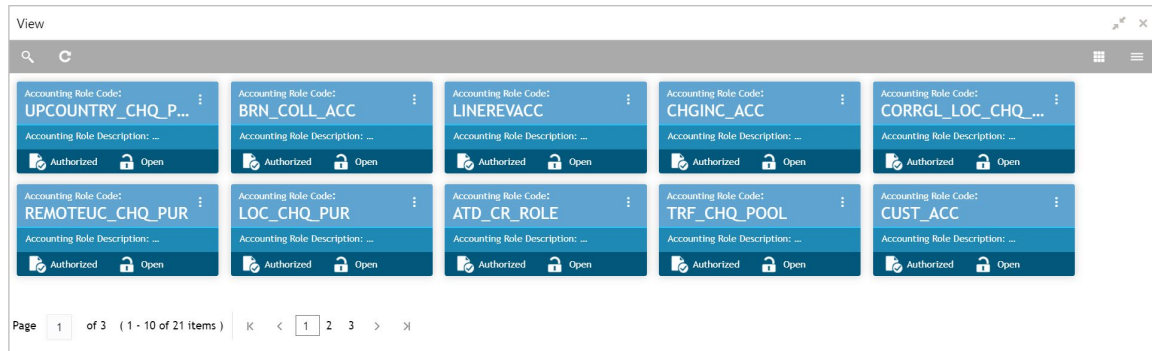 View
Accounting Role Code:
UPCOUNTRY_CHQ_P...
Accounting Role Description: ...
Authorized Open
Accounting Role Code:
BRN_COLL_ACC
Accounting Role Description: ...
Authorized Open
Accounting Role Code:
LINEREVACC
Accounting Role Description: ...
Authorized Open
Accounting Role Code:
CHGINC_ACC
Accounting Role Description: ...
Authorized Open
Accounting Role Code:
CORRGL_LOC_CHQ_...
Accounting Role Description: ...
Authorized Open
Accounting Role Code:
REMOTEUC_CHQ_PUR
Accounting Role Description: ...
Authorized Open
Accounting Role Code:
LOC_CHQ_PUR
Accounting Role Description: ...
Authorized Open
Accounting Role Code:
ATD_CR_ROLE
Accounting Role Description: ...
Authorized Open
Accounting Role Code:
TRF_CHQ_POOL
Accounting Role Description: ...
Authorized Open
Accounting Role Code:
CUST_ACC
Accounting Role Description: ...
Authorized Open
Page 1 of 3 ( 1 - 10 of 21 items ) 1 2 3